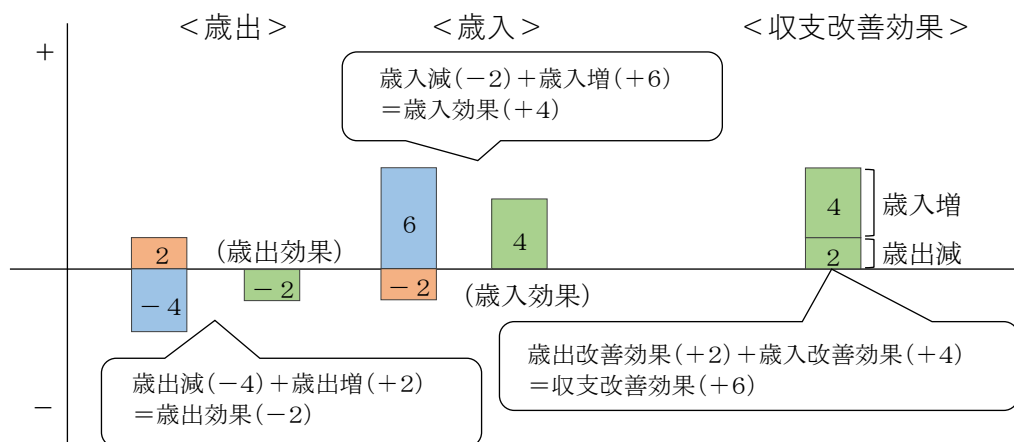 ＜歳出＞
＜歳入＞
＜収支改善効果＞
＋
歳入減(－2)＋歳入増(＋6)
＝歳入効果(＋4)
6
4
4
歳入増
2
(歳出効果)
2
歳出減
－4
－2
－2
(歳入効果)
歳出減(－4)＋歳出増(＋2)
＝歳出効果(－2)
歳出改善効果(＋2)＋歳入改善効果(＋4)
＝収支改善効果(＋6)
－